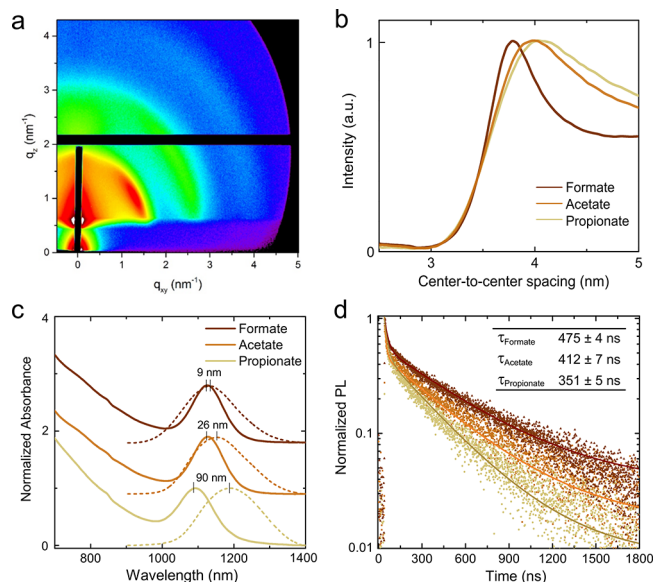 a
q_z (nm⁻¹)
4
3
2
1
0
0 1 2 3 4 5
q_xy (nm⁻¹)
b
Intensity (a.u.)
1
0
Formate
Acetate
Propionate
3 4 5
Center-to-center spacing (nm)
c
Normalized Absorbance
4
2
0
Formate
Acetate
Propionate
9 nm
26 nm
90 nm
800 1000 1200 1400
Wavelength (nm)
d
Normalized PL
1
0.1
0.01
τ_Formate 475 ± 4 ns
τ_Acetate 412 ± 7 ns
τ_Propionate 351 ± 5 ns
0 300 600 900 1200 1500 1800
Time (ns)